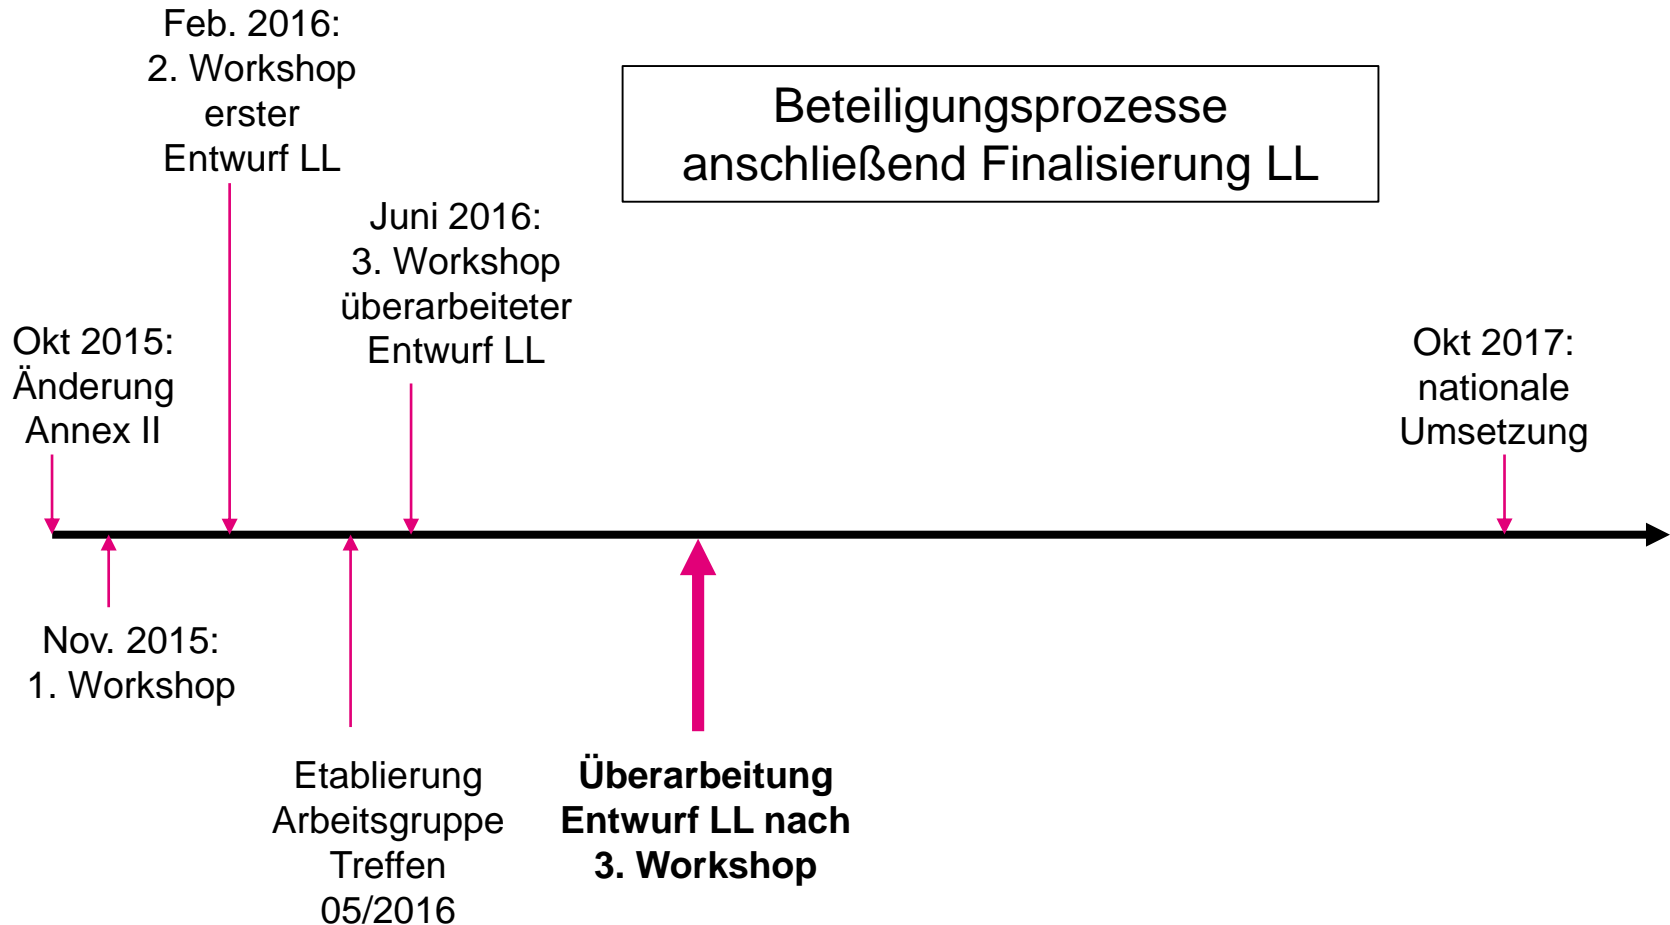 Feb. 2016:
2. Workshop
erster
Entwurf LL
Beteiligungsprozesse
anschließend Finalisierung LL
Juni 2016:
3. Workshop
überarbeiteter
Entwurf LL
Okt 2015:
Änderung
Annex II
Okt 2017:
nationale
Umsetzung
Nov. 2015:
1. Workshop
Etablierung
Arbeitsgruppe
Treffen
05/2016
Überarbeitung
Entwurf LL nach
3. Workshop